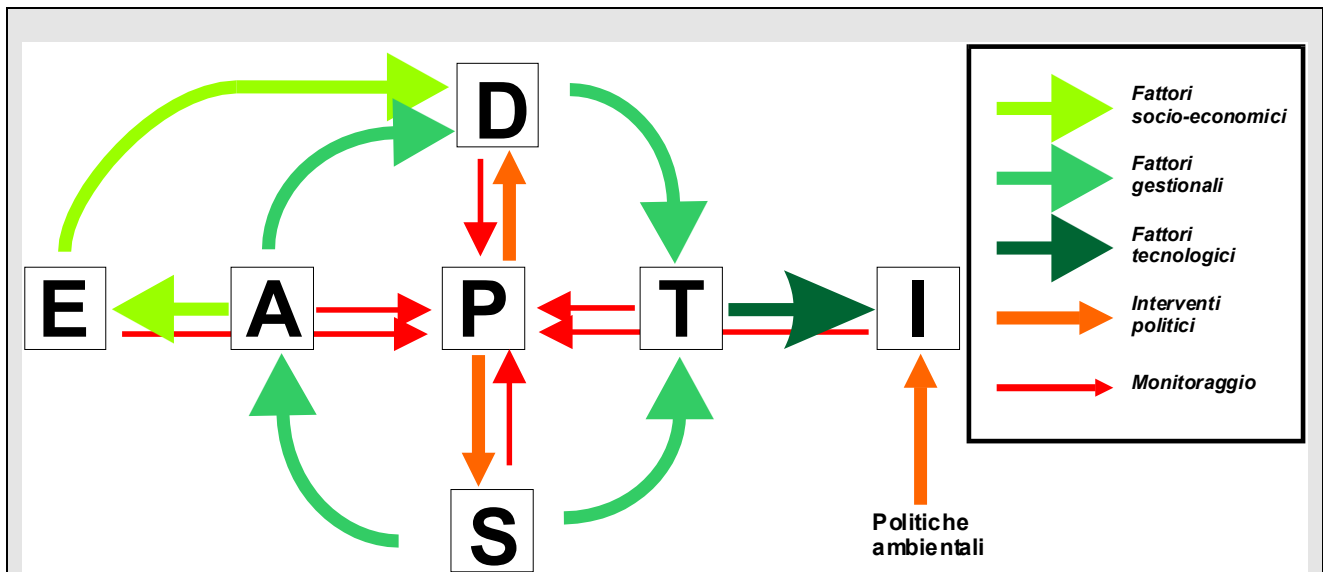 D
E
A
P
T
I
S
Politiche
ambientali
Fattori
socio-economici
Fattori
gestionali
Fattori
tecnologici
Interventi
politici
Monitoraggio